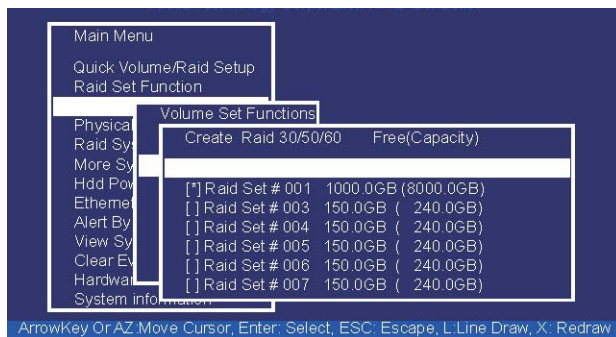 Main Menu
Quick Volume/Raid Setup
Raid Set Function
Volume Set Functions
Physical
Create Raid 30/50/60 Free(Capacity)
Raid Sy
More Sy
Hdd Pow
[*] Raid Set # 001 1000.0GB (8000.0GB)
Ethernet
[ ] Raid Set # 003 150.0GB ( 240.0GB)
Alert By
[ ] Raid Set # 004 150.0GB ( 240.0GB)
View Sy
[ ] Raid Set # 005 150.0GB ( 240.0GB)
Clear Ev
[ ] Raid Set # 006 150.0GB ( 240.0GB)
Hardwa
[ ] Raid Set # 007 150.0GB ( 240.0GB)
System information
ArrowKey Or AZ:Move Cursor, Enter: Select, ESC: Escape, L:Line Draw, X: Redraw